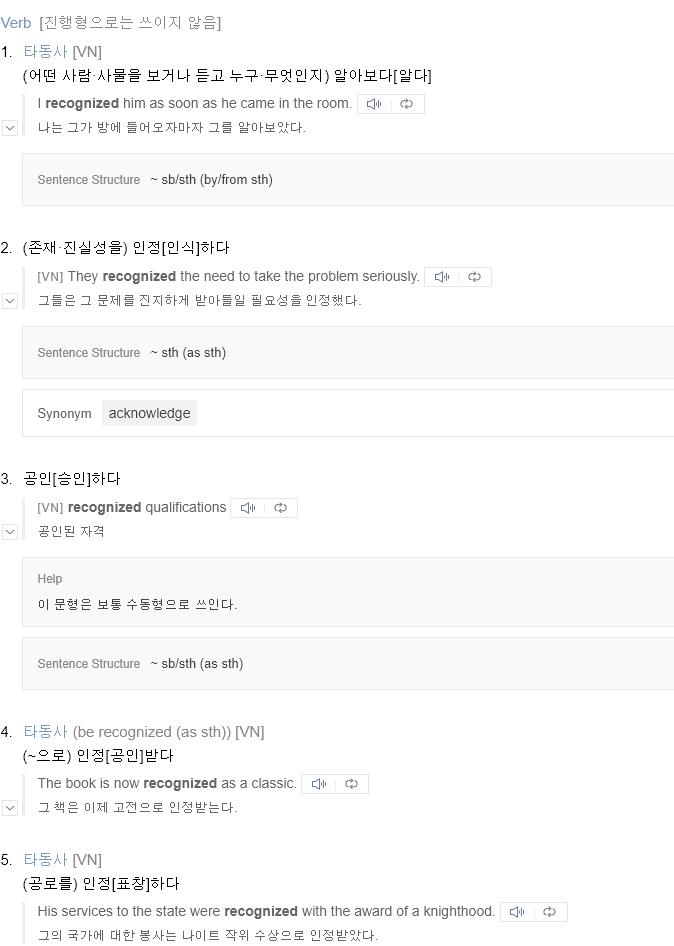 Verb [진행형으로는 쓰이지 않음]
1. 타동사 [VN]
(어떤 사람·사물을 보거나 듣고 누구·무엇인지) 알아보다[알다]
I recognized him as soon as he came in the room.
나는 그가 방에 들어오자마자 그를 알아보았다.
Sentence Structure ~ sb/sth (by/from sth)
2. (존재·진실성을) 인정[인식]하다
[VN] They recognized the need to take the problem seriously.
그들은 그 문제를 진지하게 받아들일 필요성을 인정했다.
Sentence Structure ~ sth (as sth)
Synonym acknowledge
3. 공인[승인]하다
[VN] recognized qualifications
공인된 자격
Help
이 문형은 보통 수동형으로 쓰인다.
Sentence Structure ~ sb/sth (as sth)
4. 타동사 (be recognized (as sth)) [VN]
(~으로) 인정[공인]받다
The book is now recognized as a classic.
그 책은 이제 고전으로 인정받는다.
5. 타동사 [VN]
(공로를) 인정[표창]하다
His services to the state were recognized with the award of a knighthood.
그의 국가에 대한 봉사는 나이트 작위 수상으로 인정받았다.